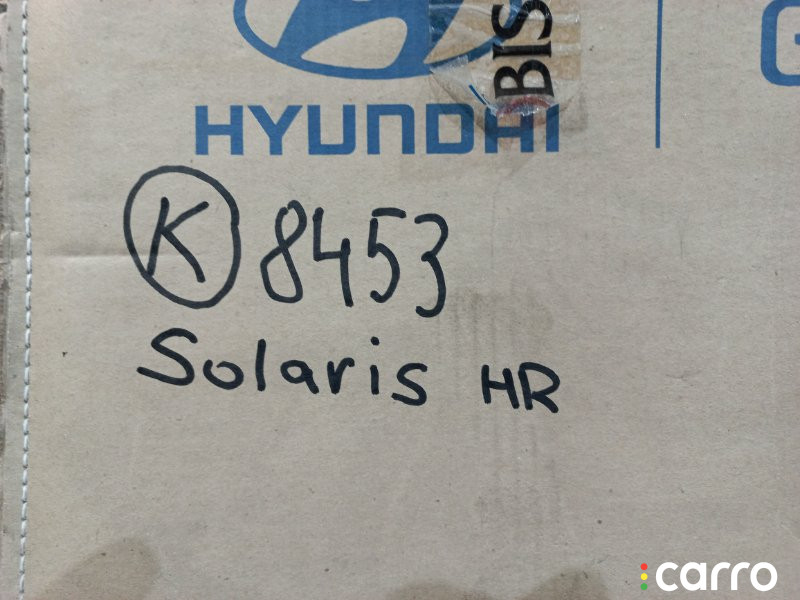 BIS
HYUNDAI
K 8453
Solaris HR
carro